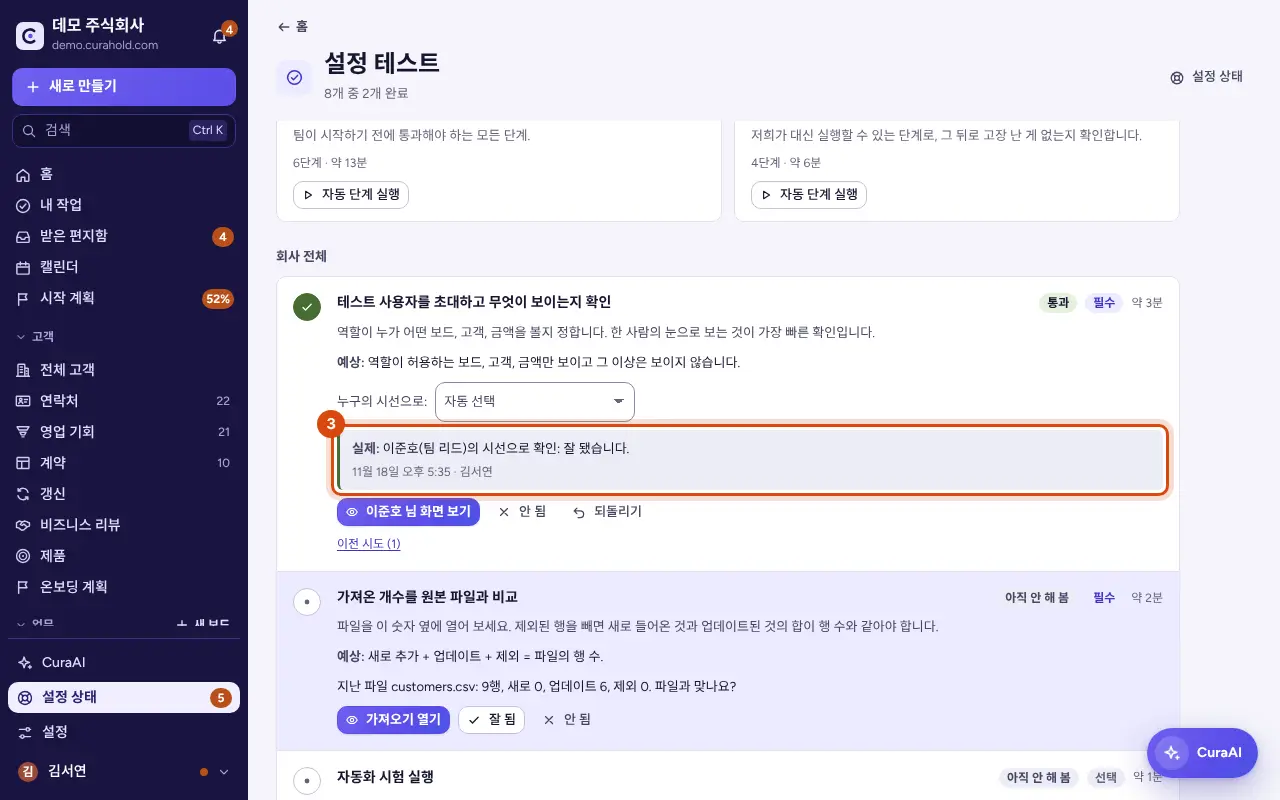 데모 주식회사
demo.curahold.com
4
새로 만들기
검색
Ctrl K
홈
내 작업
받은 편지함
4
캘린더
시작 계획
52%
고객
전체 고객
연락처
22
영업 기회
21
계약
10
갱신
비즈니스 리뷰
제품
온보딩 계획
업무
새 보드
CuraAI
설정 상태
5
설정
김
김서연
홈
설정 테스트
8개 중 2개 완료
설정 상태
팀이 시작하기 전에 통과해야 하는 모든 단계.
6단계 · 약 13분
자동 단계 실행
저희가 대신 실행할 수 있는 단계로, 그 뒤로 고장 난 게 없는지 확인합니다.
4단계 · 약 6분
자동 단계 실행
회사 전체
테스트 사용자를 초대하고 무엇이 보이는지 확인
통과
필수
약 3분
역할이 누가 어떤 보드, 고객, 금액을 볼지 정합니다. 한 사람의 눈으로 보는 것이 가장 빠른 확인입니다.
예상: 역할이 허용하는 보드, 고객, 금액만 보이고 그 이상은 보이지 않습니다.
누구의 시선으로:
자동 선택
3
실제: 이준호(팀 리드)의 시선으로 확인: 잘 됐습니다.
11월 18일 오후 5:35 · 김서연
이준호 님 화면 보기
안 됨
되돌리기
이전 시도 (1)
가져온 개수를 원본 파일과 비교
아직 안 해 봄
필수
약 2분
파일을 이 숫자 옆에 열어 보세요. 제외된 행을 빼면 새로 들어온 것과 업데이트된 것의 합이 행 수와 같아야 합니다.
예상: 새로 추가 + 업데이트 + 제외 = 파일의 행 수.
지난 파일 customers.csv: 9행, 새로 0, 업데이트 6, 제외 0. 파일과 맞나요?
가져오기 열기
잘 됨
안 됨
자동화 시험 실행
아직 안 해 봄
선택
약 1분
CuraAI